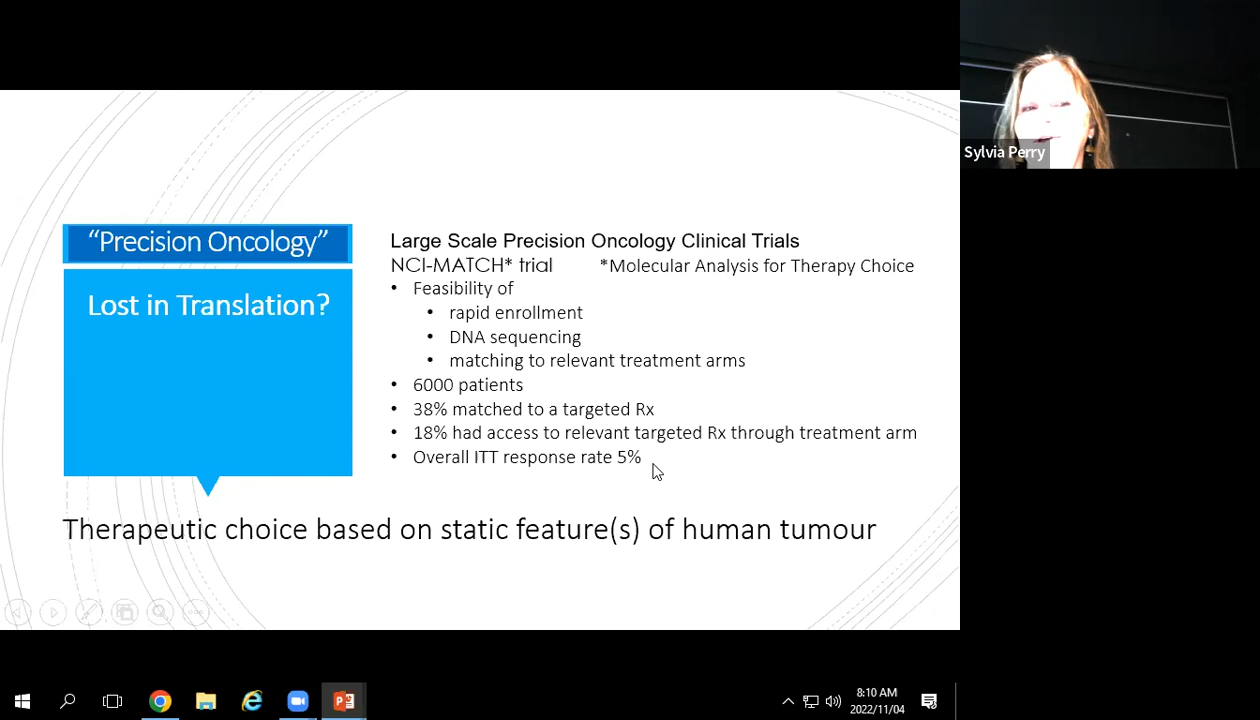 Sylvia Perry
“Precision Oncology”
Lost in Translation?
Large Scale Precision Oncology Clinical Trials
NCI-MATCH* trial *Molecular Analysis for Therapy Choice
• Feasibility of
• rapid enrollment
• DNA sequencing
• matching to relevant treatment arms
• 6000 patients
• 38% matched to a targeted Rx
• 18% had access to relevant targeted Rx through treatment arm
• Overall ITT response rate 5%
Therapeutic choice based on static feature(s) of human tumour
8:10 AM
2022/11/04